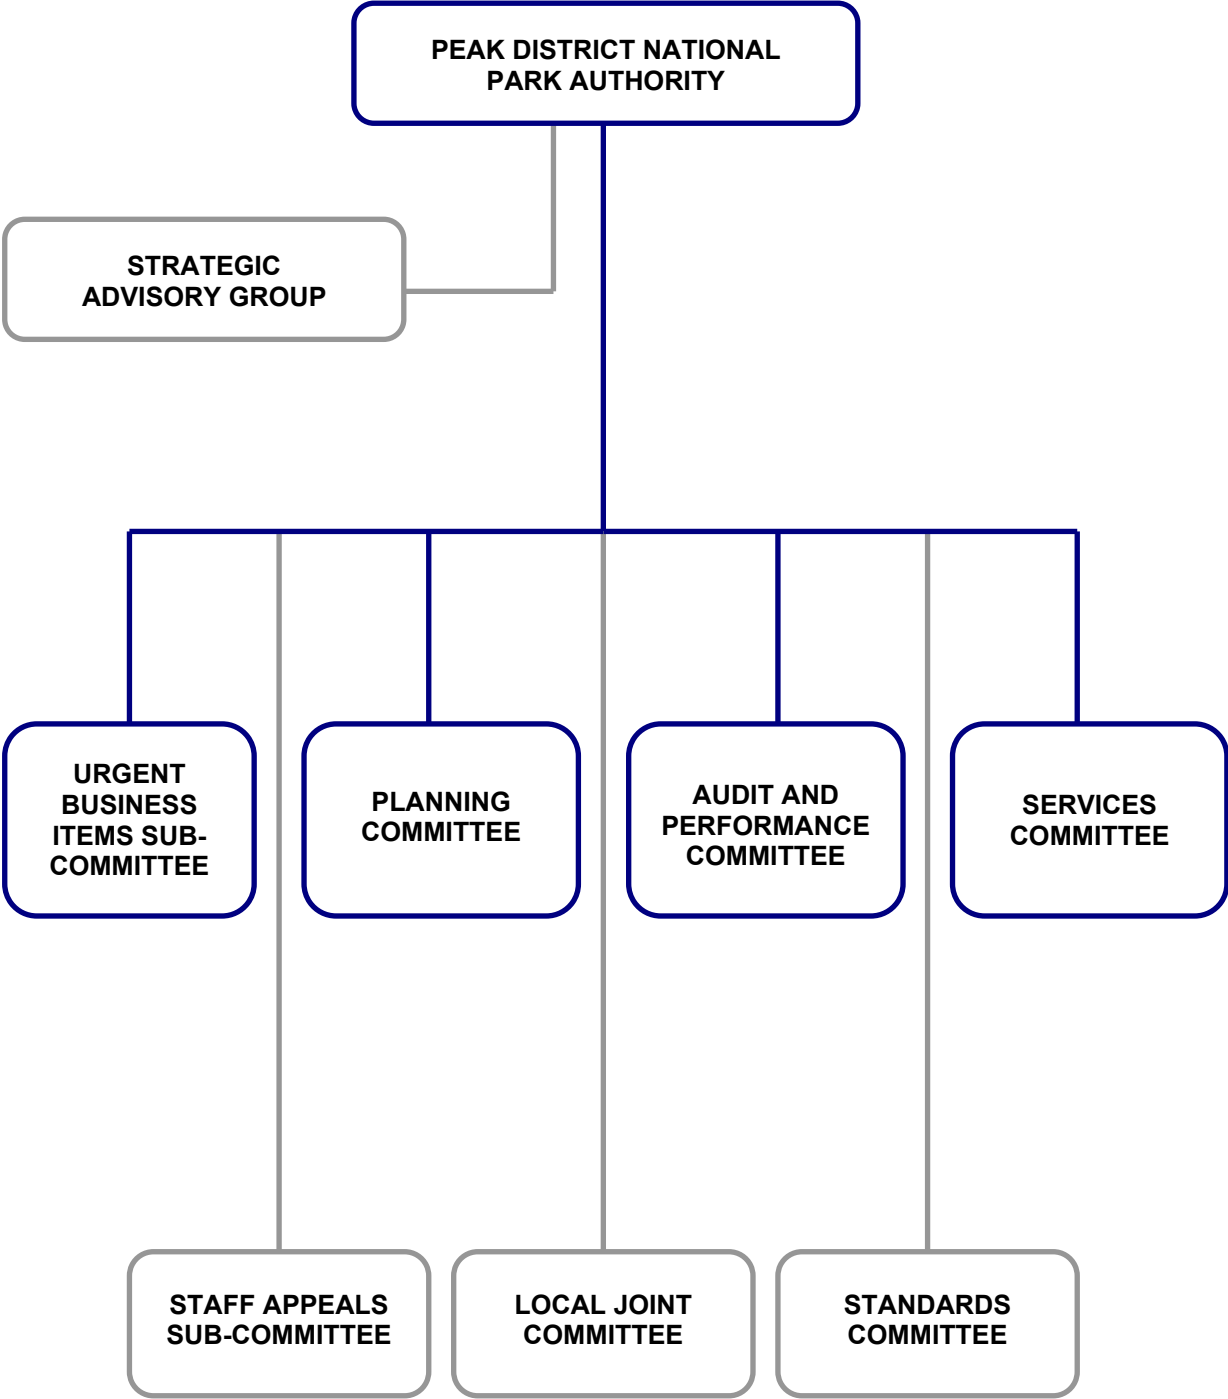 PEAK DISTRICT NATIONAL
PARK AUTHORITY
STRATEGIC
ADVISORY GROUP
URGENT
BUSINESS
ITEMS SUB-
COMMITTEE
PLANNING
COMMITTEE
AUDIT AND
PERFORMANCE
COMMITTEE
SERVICES
COMMITTEE
STAFF APPEALS
SUB-COMMITTEE
LOCAL JOINT
COMMITTEE
STANDARDS
COMMITTEE